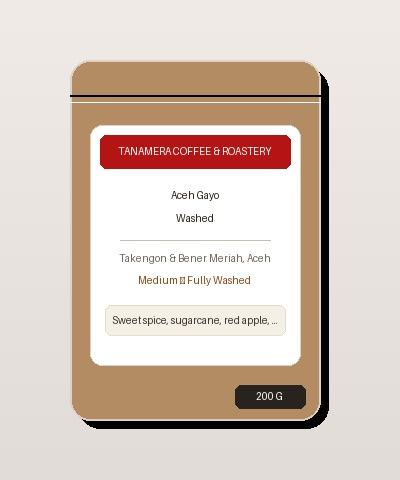 TANAMERA COFFEE & ROASTERY
Aceh Gayo
Washed
Takengon & Bener Meriah, Aceh
Medium ▯ Fully Washed
Sweet spice, sugarcane, red apple, ...
200 G